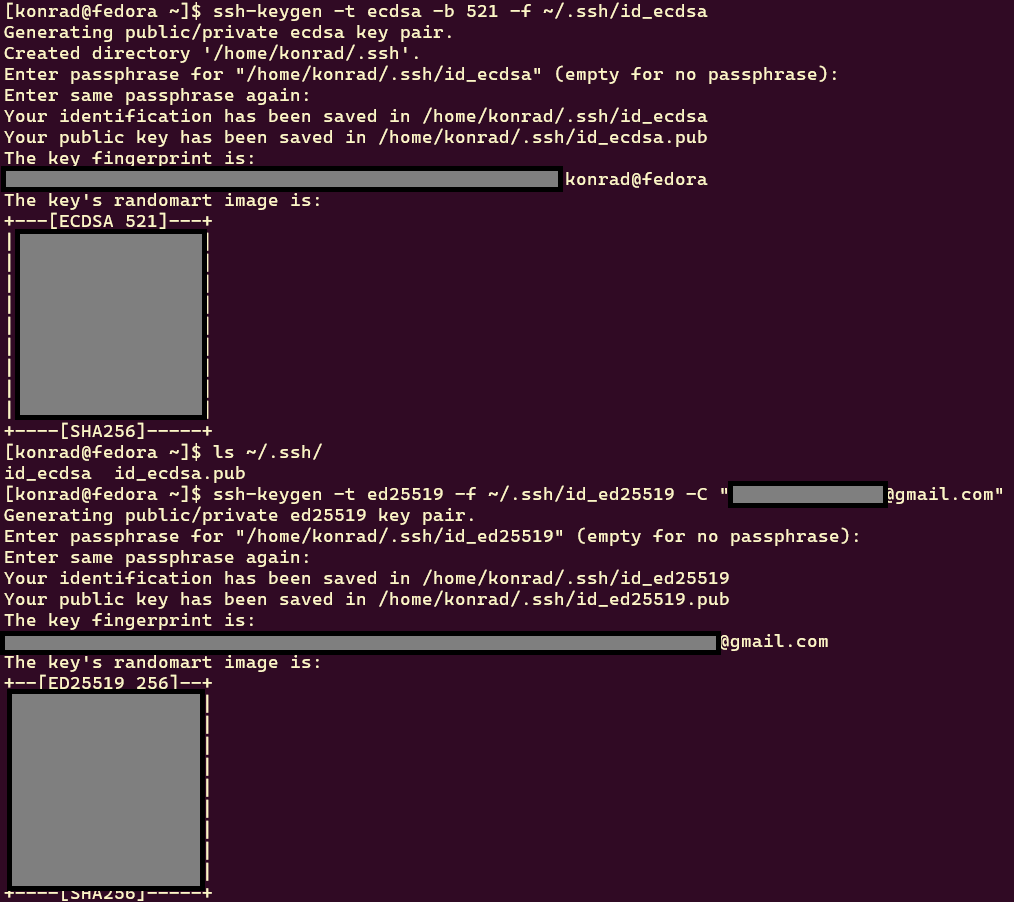 [konrad@fedora ~]$ ssh-keygen -t ecdsa -b 521 -f ~/.ssh/id_ecdsa
Generating public/private ecdsa key pair.
Created directory '/home/konrad/.ssh'.
Enter passphrase for "/home/konrad/.ssh/id_ecdsa" (empty for no passphrase):
Enter same passphrase again:
Your identification has been saved in /home/konrad/.ssh/id_ecdsa
Your public key has been saved in /home/konrad/.ssh/id_ecdsa.pub
The key fingerprint is:
konrad@fedora
The key's randomart image is:
+---[ECDSA 521]---+
| |
| |
| |
| |
| |
| |
| |
| |
| |
+----[SHA256]-----+
[konrad@fedora ~]$ ls ~/.ssh/
id_ecdsa  id_ecdsa.pub
[konrad@fedora ~]$ ssh-keygen -t ed25519 -f ~/.ssh/id_ed25519 -C "@gmail.com"
Generating public/private ed25519 key pair.
Enter passphrase for "/home/konrad/.ssh/id_ed25519" (empty for no passphrase):
Enter same passphrase again:
Your identification has been saved in /home/konrad/.ssh/id_ed25519
Your public key has been saved in /home/konrad/.ssh/id_ed25519.pub
The key fingerprint is:
@gmail.com
The key's randomart image is:
+--[ED25519 256]--+
|
|
|
|
|
|
|
|
|
+----[SHA256]-----+